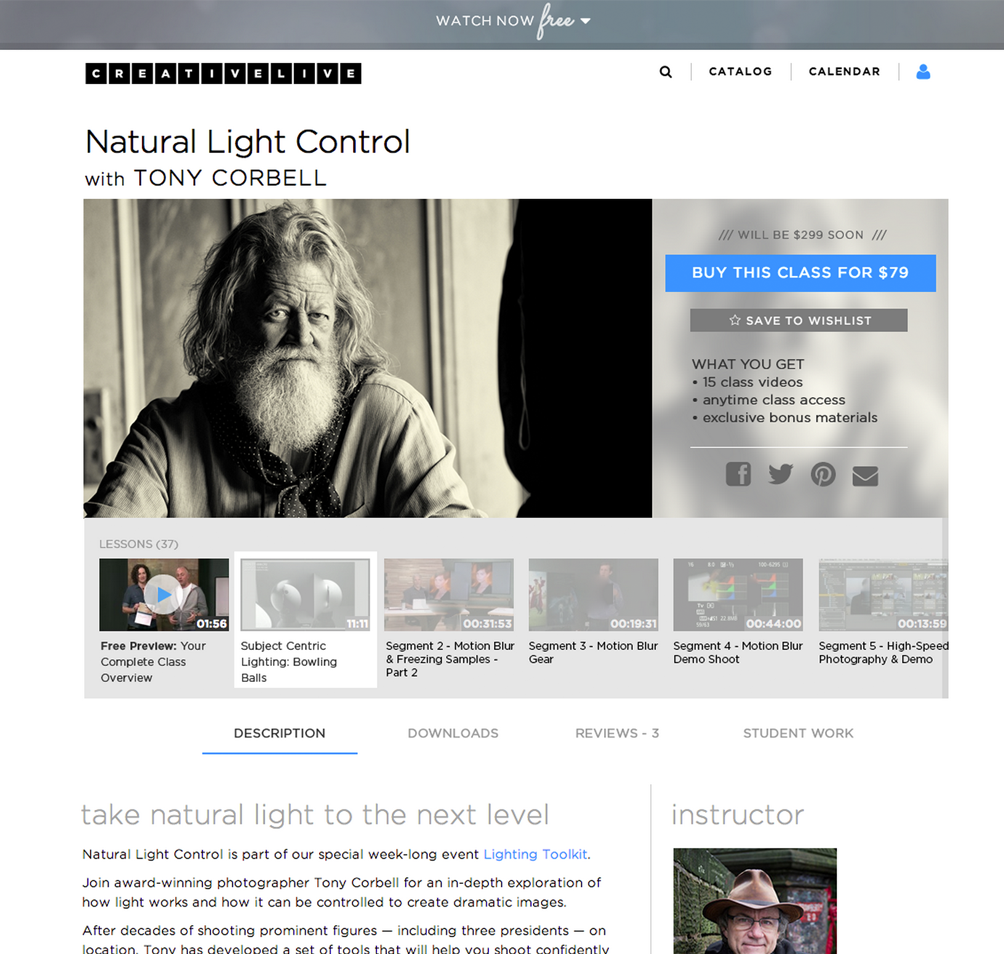 WATCH NOW free
CREATIVELIVE
CATALOG
CALENDAR
Natural Light Control
with TONY CORBELL
/// WILL BE $299 SOON ///
BUY THIS CLASS FOR $79
SAVE TO WISHLIST
WHAT YOU GET
• 15 class videos
• anytime class access
• exclusive bonus materials
LESSONS (37)
01:56
11:11
00:31:53
00:19:31
00:44:00
00:13:59
Free Preview: Your
Complete Class
Overview
Subject Centric
Lighting: Bowling
Balls
Segment 2 - Motion Blur
& Freezing Samples -
Part 2
Segment 3 - Motion Blur
Gear
Segment 4 - Motion Blur
Demo Shoot
Segment 5 - High-Speed
Photography & Demo
DESCRIPTION
DOWNLOADS
REVIEWS - 3
STUDENT WORK
take natural light to the next level
Natural Light Control is part of our special week-long event Lighting Toolkit.
Join award-winning photographer Tony Corbell for an in-depth exploration of
how light works and how it can be controlled to create dramatic images.
After decades of shooting prominent figures — including three presidents — on
location, Tony has developed a set of tools that will help you shoot confidently
instructor